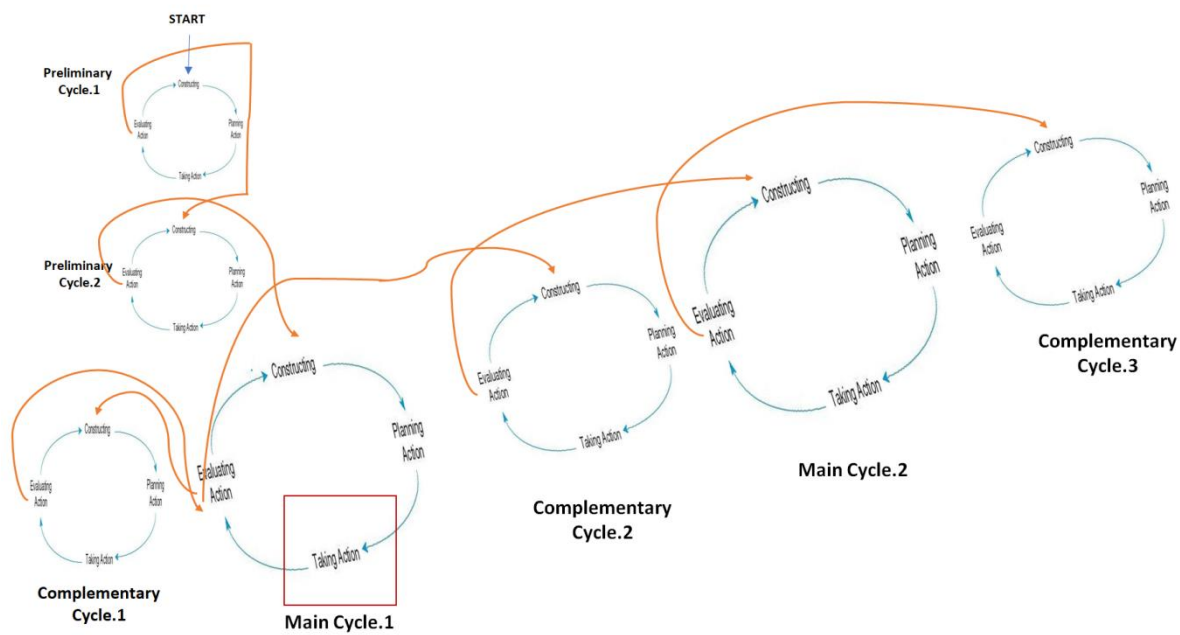 START
Preliminary
Cycle.1
Constructing
Evaluating
Action
Planning
Action
Taking Action
Preliminary
Cycle.2
Constructing
Evaluating
Action
Planning
Action
Taking Action
Constructing
Evaluating
Action
Planning
Action
Taking Action
Complementary
Cycle.1
Constructing
Evaluating
Action
Planning
Action
Taking Action
Main Cycle.1
Constructing
Evaluating
Action
Planning
Action
Taking Action
Complementary
Cycle.2
Constructing
Evaluating
Action
Planning
Action
Taking Action
Main Cycle.2
Constructing
Evaluating
Action
Planning
Action
Taking Action
Complementary
Cycle.3